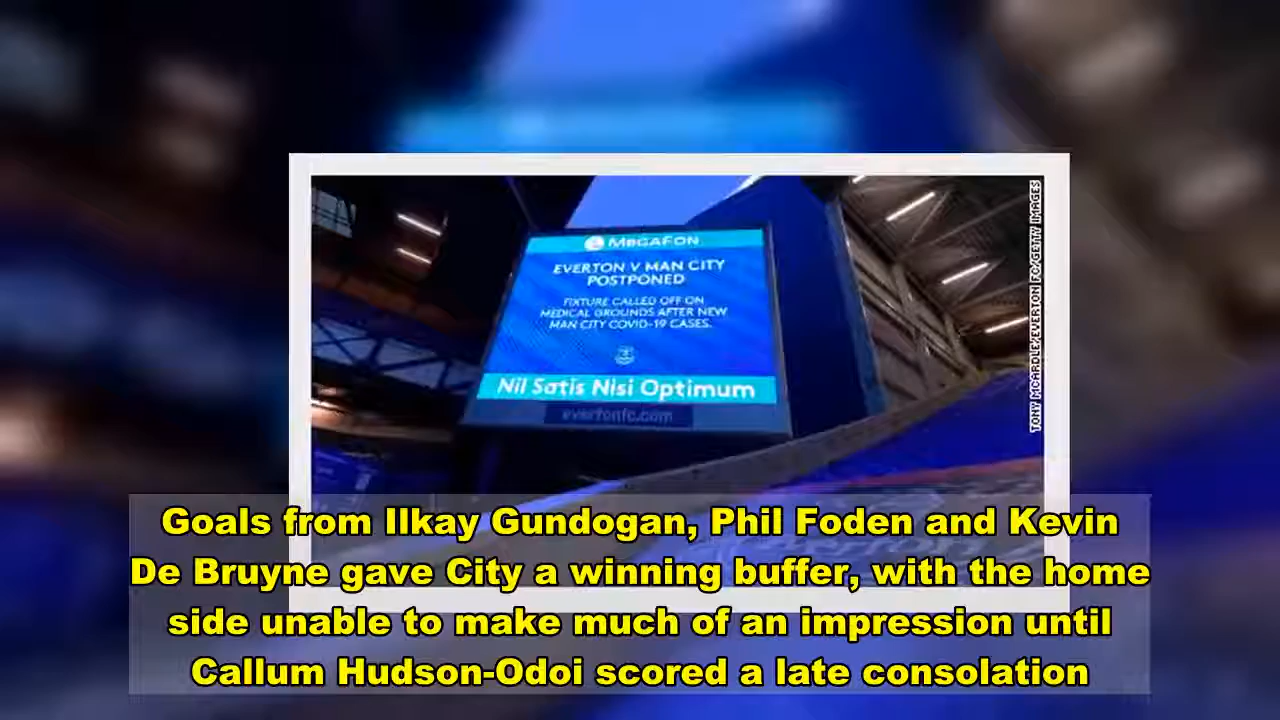 MEGAFON
EVERTON V MAN CITY
POSTPONED
FIXTURE CALLED OFF ON
MEDICAL GROUNDS AFTER NEW
MAN CITY COVID-19 CASES.
Nil Satis Nisi Optimum
evertonfc.com
TONY MCARDLE/EVERTON FC/GETTY IMAGES
Goals from Ilkay Gundogan, Phil Foden and Kevin
De Bruyne gave City a winning buffer, with the home
side unable to make much of an impression until
Callum Hudson-Odoi scored a late consolation